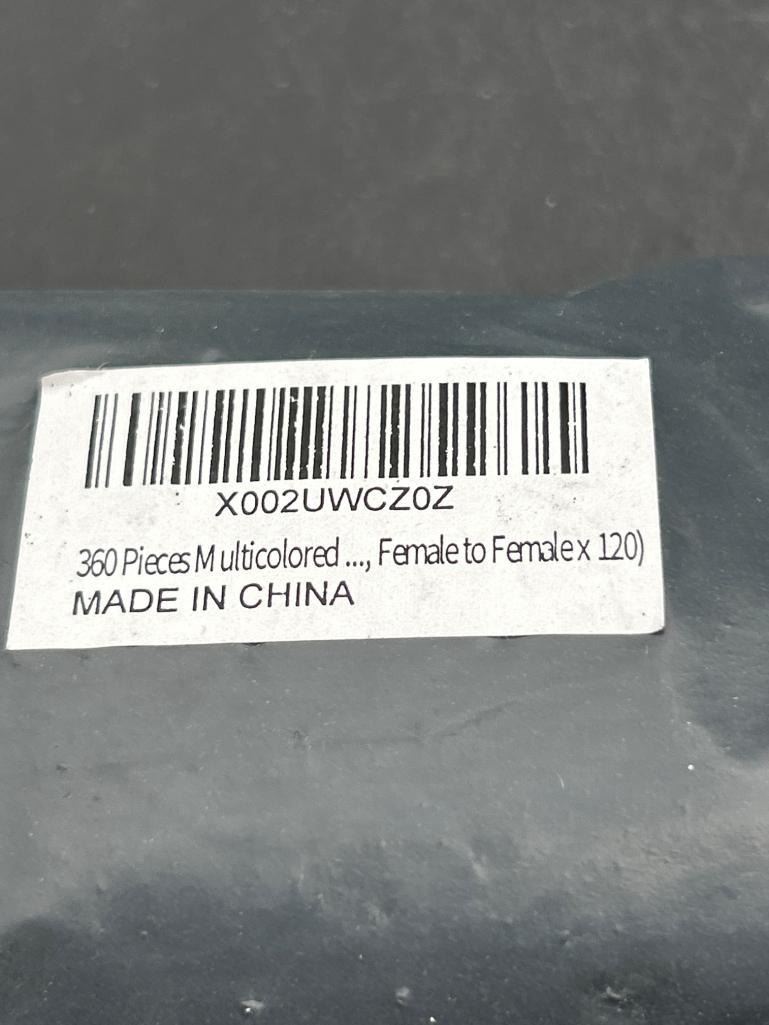 X002UWCZ0Z
360 Pieces Multicolored ..., Female to Female x 120)
MADE IN CHINA